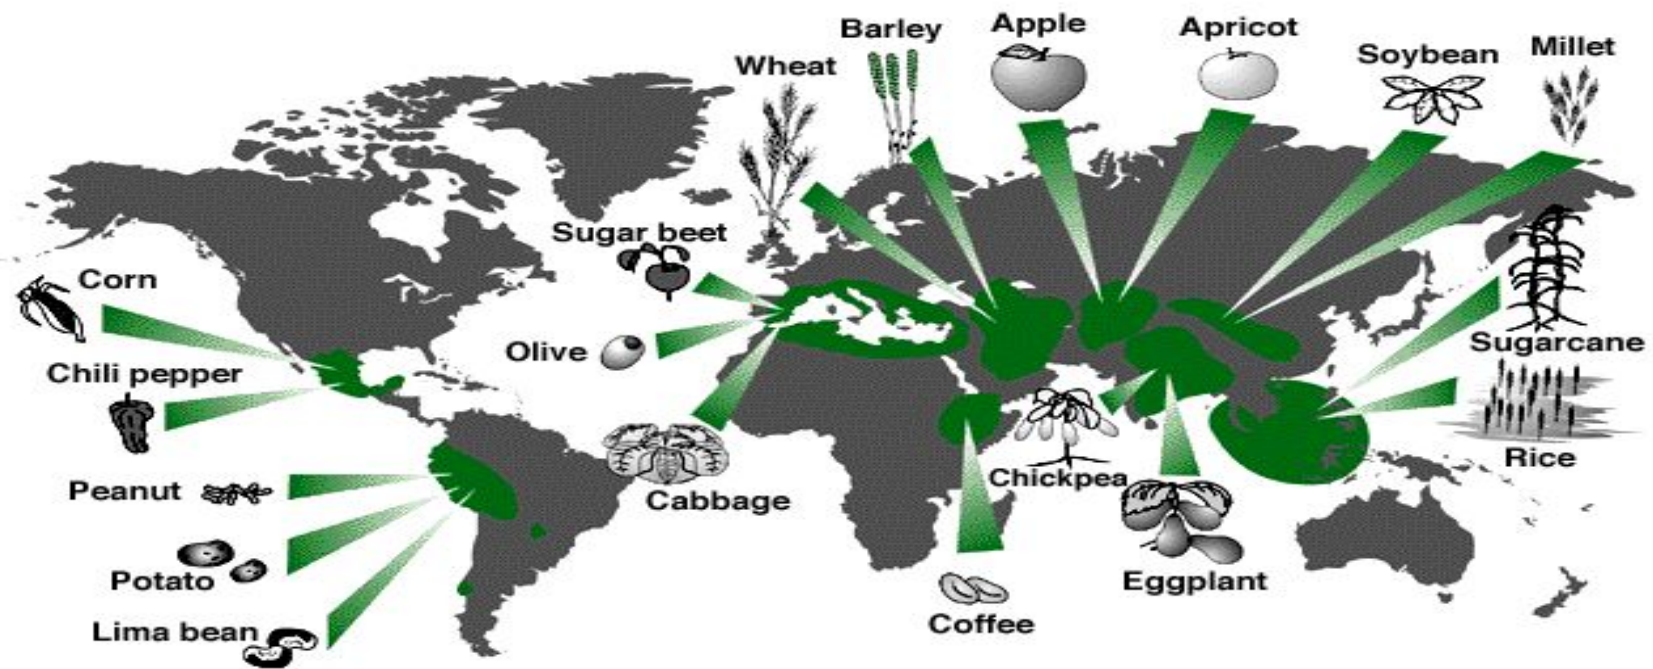 Apple
Barley
Apricot
Soybean
Millet
Wheat
Sugar beet
Corn
Sugarcane
Olive
Chili pepper
Rice
Chickpea
Peanut
Cabbage
Potato
Eggplant
Coffee
Lima bean